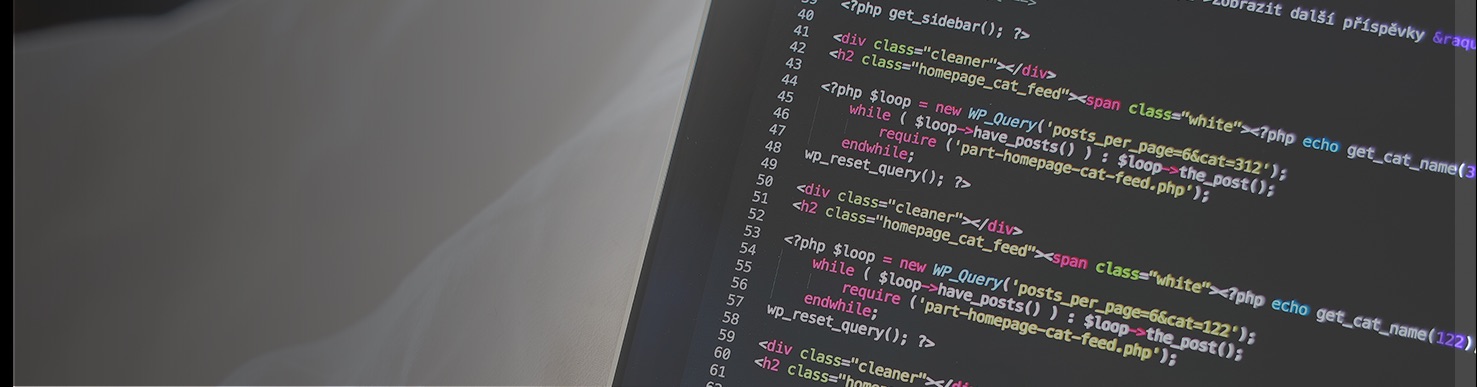 Zobrazit další příspěvky &raqu
39 <?php get_sidebar(); ?>
40
41 <div class="cleaner"></div>
42 <h2 class="homepage_cat_feed"><span class="white"><?php echo get_cat_name(3
43
44 <?php $loop = new WP_Query('posts_per_page=6&cat=312');
45 while ( $loop->have_posts() ) : $loop->the_post();
46 require ('part-homepage-cat-feed.php');
47 endwhile;
48 wp_reset_query(); ?>
49
50 <div class="cleaner"></div>
51 <h2 class="homepage_cat_feed"><span class="white"><?php echo get_cat_name(122)
52
53 <?php $loop = new WP_Query('posts_per_page=6&cat=122');
54 while ( $loop->have_posts() ) : $loop->the_post();
55 require ('part-homepage-cat-feed.php');
56 endwhile;
57 wp_reset_query(); ?>
58
59 <div class="cleaner"></di
60 <h2 class="home
61